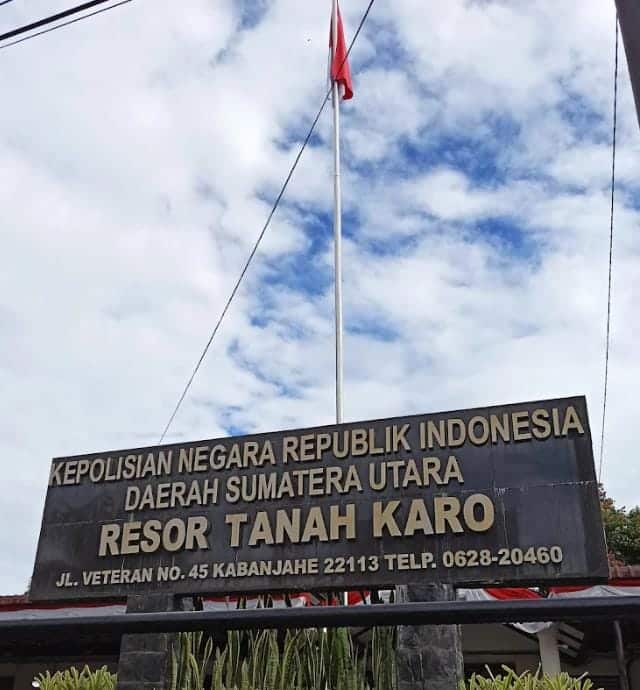 KEPOLISIAN NEGARA REPUBLIK INDONESIA
DAERAH SUMATERA UTARA
RESOR TANAH KARO
JL. VETERAN NO. 45 KABANJAHE 22113 TELP. 0628-20460